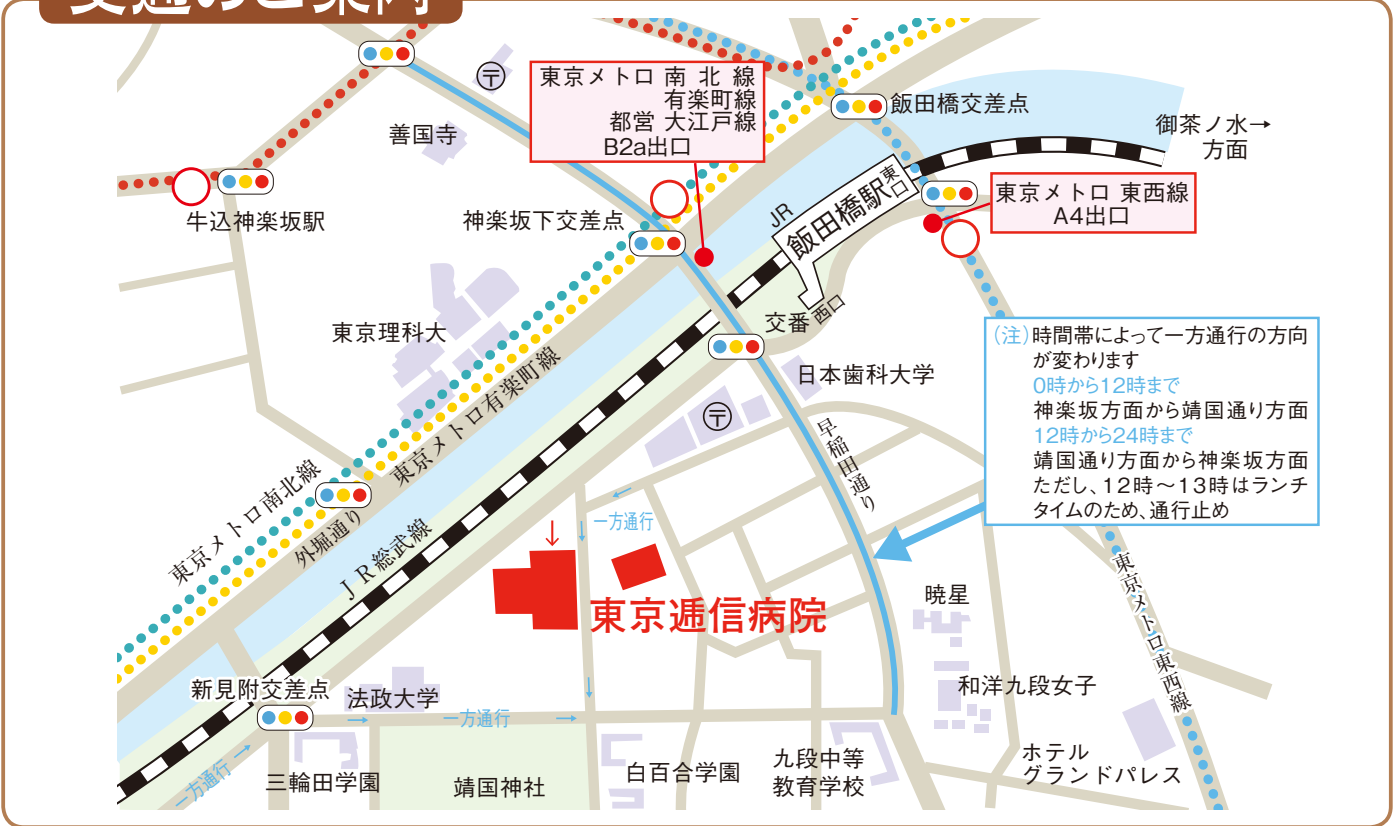 交通のご案内
〒
東京メトロ 南北線
有楽町線
都営 大江戸線
B2a出口
飯田橋交差点
御茶ノ水→
方面
善国寺
牛込神楽坂駅
神楽坂下交差点
JR
飯田橋駅
東口
東京メトロ 東西線
A4出口
東京理科大
交番
西口
日本歯科大学
〒
(注)時間帯によって一方通行の方向
が変わります
0時から12時まで
神楽坂方面から靖国通り方面
12時から24時まで
靖国通り方面から神楽坂方面
ただし、12時～13時はランチ
タイムのため、通行止め
東京メトロ有楽町線
早稲田通り
東京メトロ南北線
外堀通り
JR総武線
←
一方通行
↓
↓
東京逓信病院
暁星
東京メトロ東西線
新見附交差点
法政大学
↓
和洋九段女子
→
一方通行
→
一方通行→
三輪田学園
靖国神社
白百合学園
九段中等
教育学校
ホテル
グランドパレス